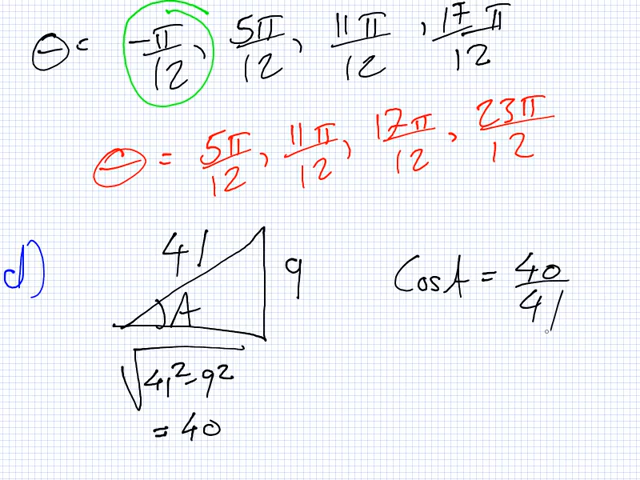 θ = -π/12, 5π/12, 11π/12, 17π/12
θ = 5π/12, 11π/12, 17π/12, 23π/12
d)
41
9
A
Cos A = 40/41
√(41² - 9²)
= 40